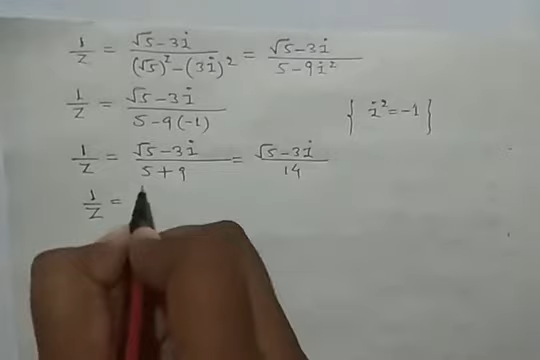 1/z = (√5 - 3i)/((√5)² - (3i)²) = (√5 - 3i)/(5 - 9i²)
1/z = (√5 - 3i)/(5 - 9(-1)) { i² = -1 }
1/z = (√5 - 3i)/(5 + 9) = (√5 - 3i)/14
1/z =